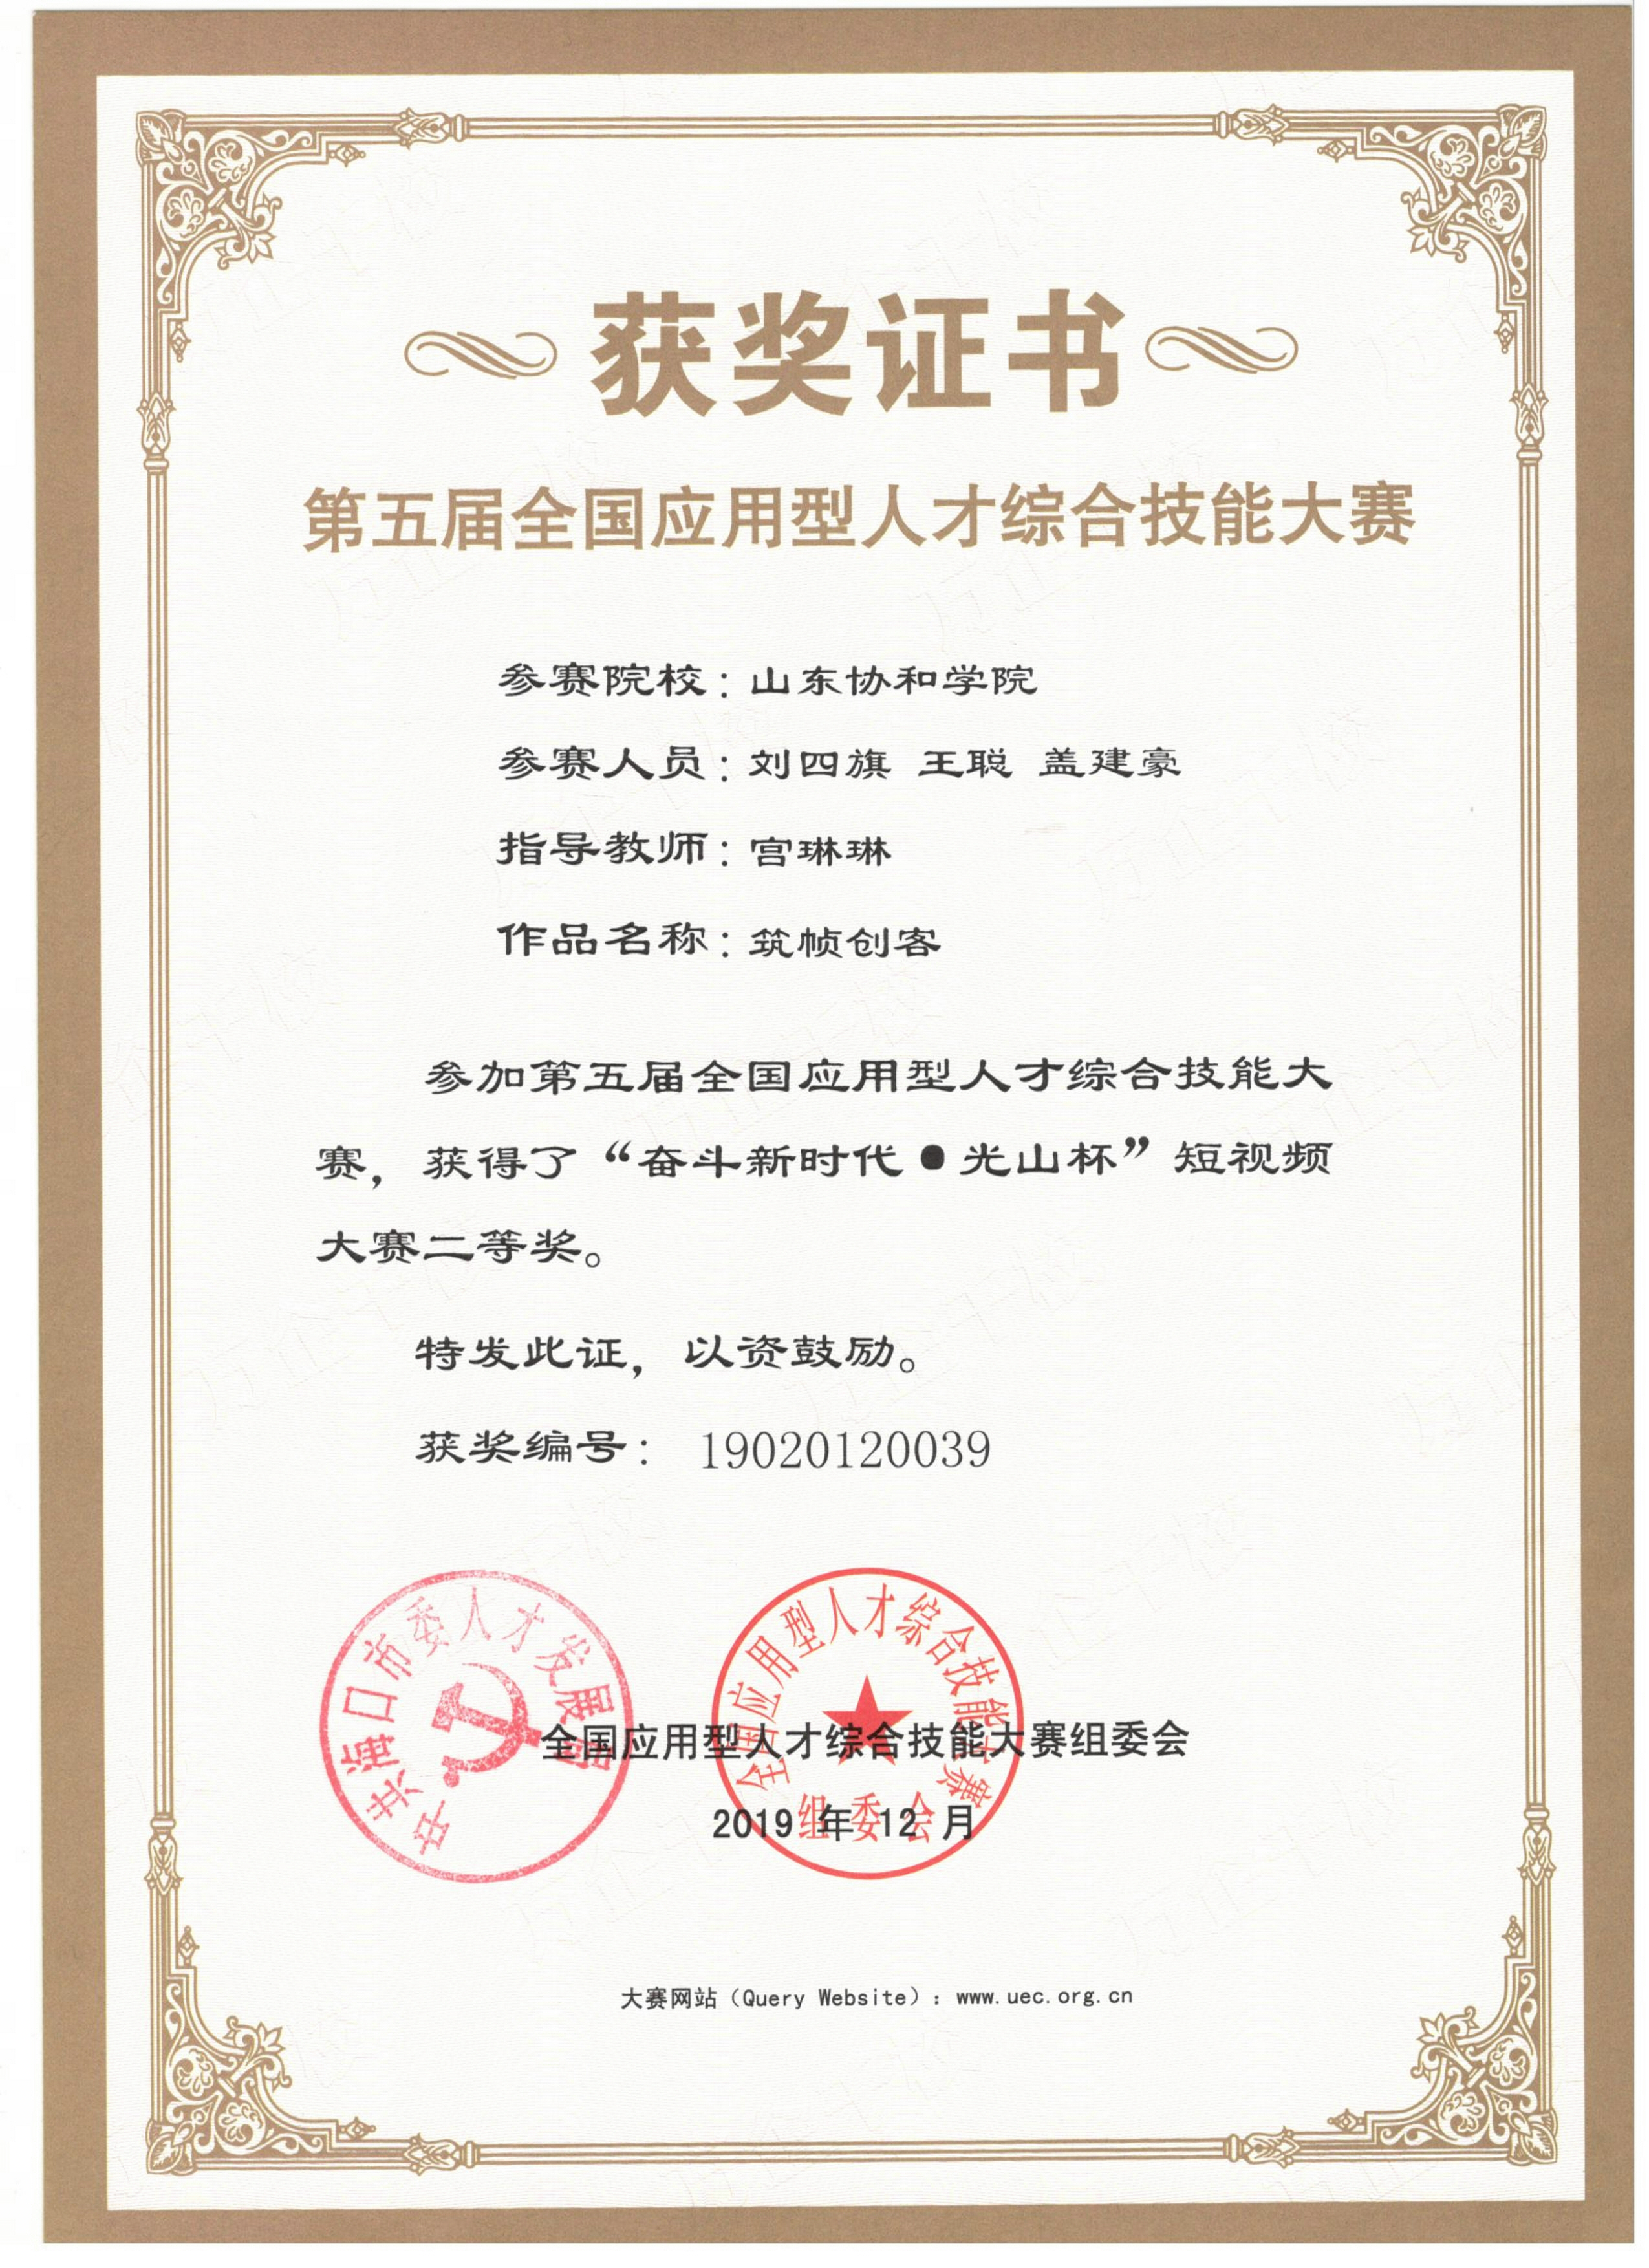 获奖证书
第五届全国应用型人才综合技能大赛
参赛院校：山东协和学院
参赛人员：刘四旗 王聪 盖建豪
指导教师：宫琳琳
作品名称：筑帧创客
参加第五届全国应用型人才综合技能大
赛，获得了“奋斗新时代●光山杯”短视频
大赛二等奖。
特发此证，以资鼓励。
获奖编号： 19020120039
中共海口市委人才发展局
全国应用型人才综合技能大赛
组委会
全国应用型人才综合技能大赛组委会
2019 年 12 月
大赛网站（Query Website）：www.uec.org.cn